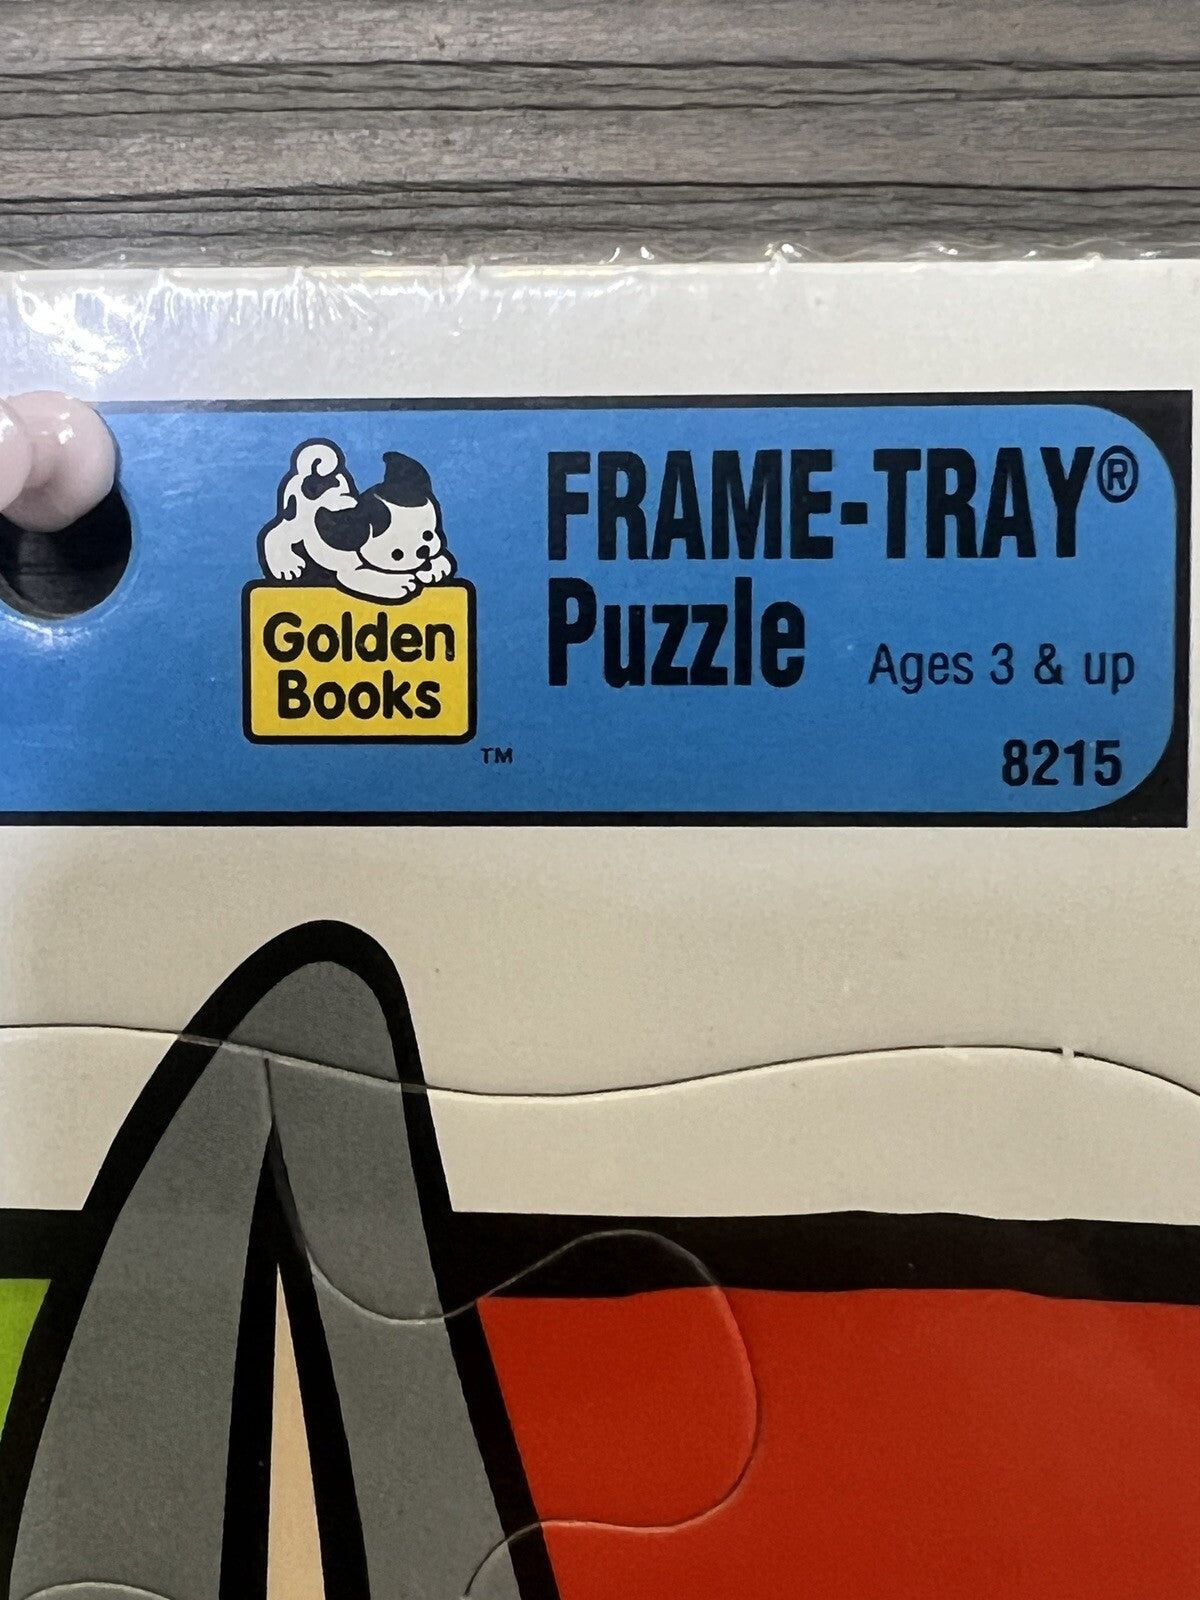 Golden
Books
™
FRAME-TRAY®
Puzzle
Ages 3 & up
8215